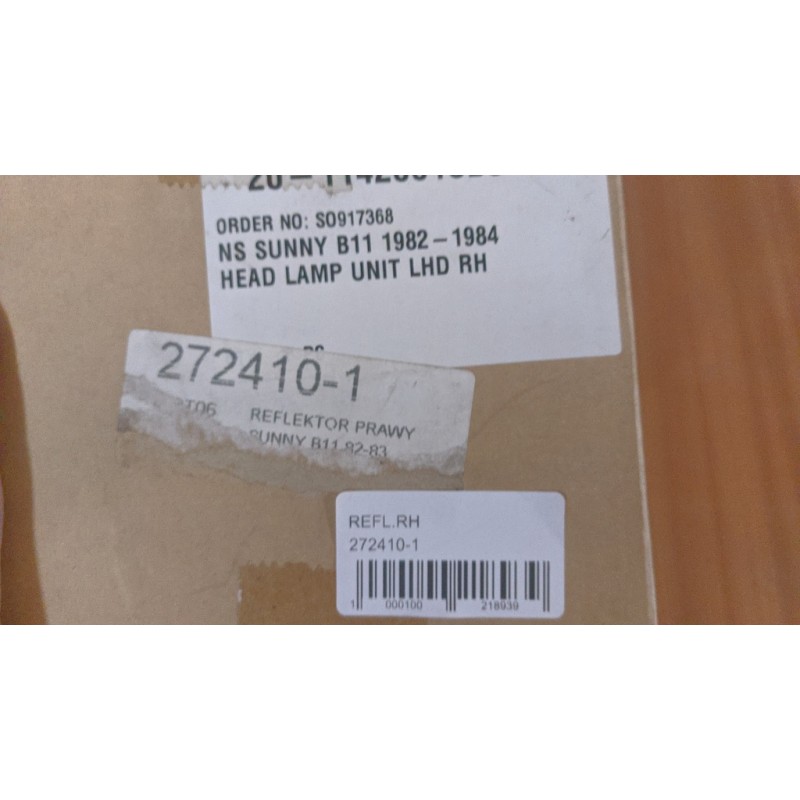 ORDER NO: SO917368
NS SUNNY B11 1982-1984
HEAD LAMP UNIT LHD RH
272410-1
REFLEKTOR PRAWY
SUNNY B11 82-83
REFL.RH
272410-1
1 000100 218939